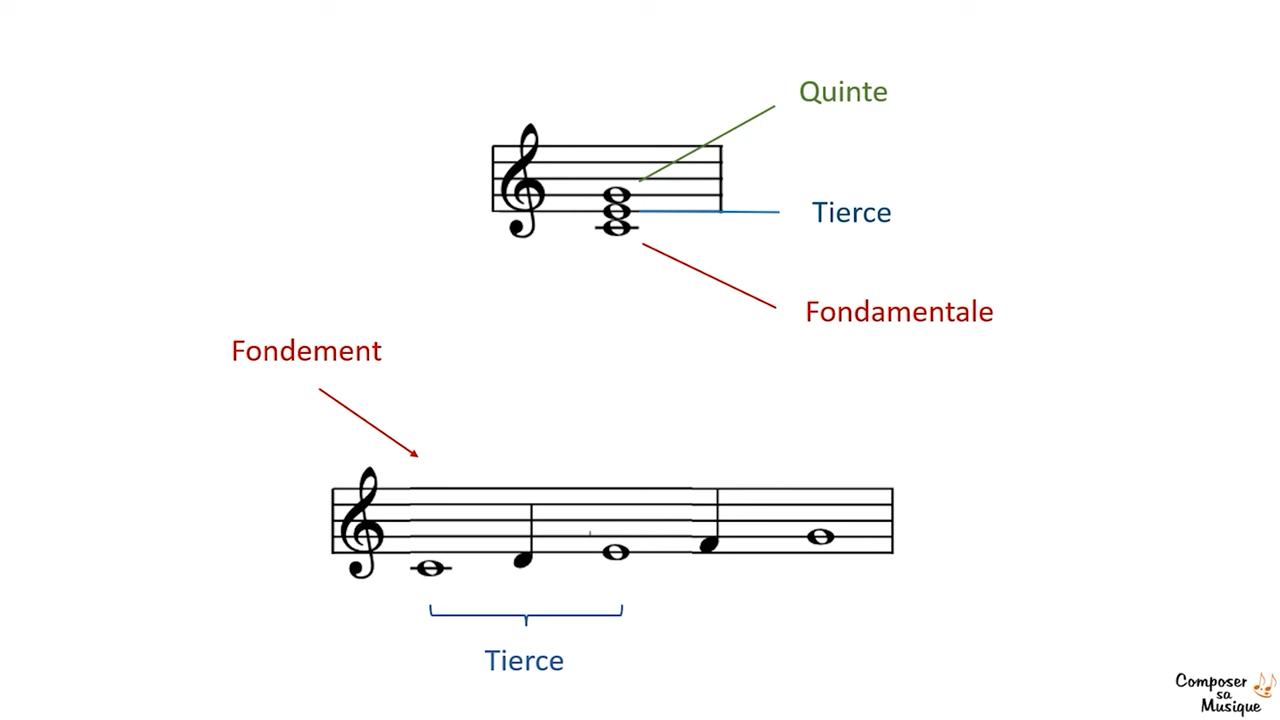 Quinte
Tierce
Fondamentale
Fondement
Tierce
Composer
sa
Musique